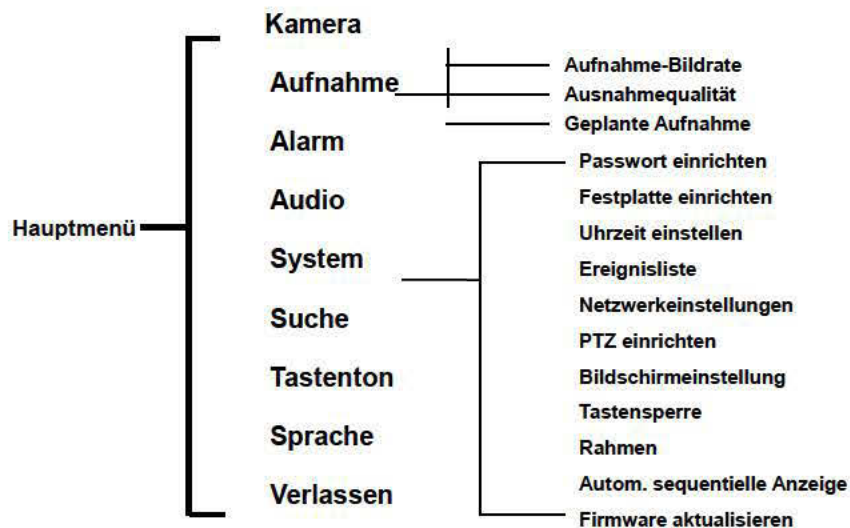 Hauptmenü
Kamera
Aufnahme
Aufnahme-Bildrate
Ausnahmequalität
Geplante Aufnahme
Alarm
Audio
System
Passwort einrichten
Festplatte einrichten
Uhrzeit einstellen
Ereignisliste
Netzwerkeinstellungen
PTZ einrichten
Bildschirmeinstellung
Tastensperre
Rahmen
Autom. sequentielle Anzeige
Firmware aktualisieren
Suche
Tastenton
Sprache
Verlassen